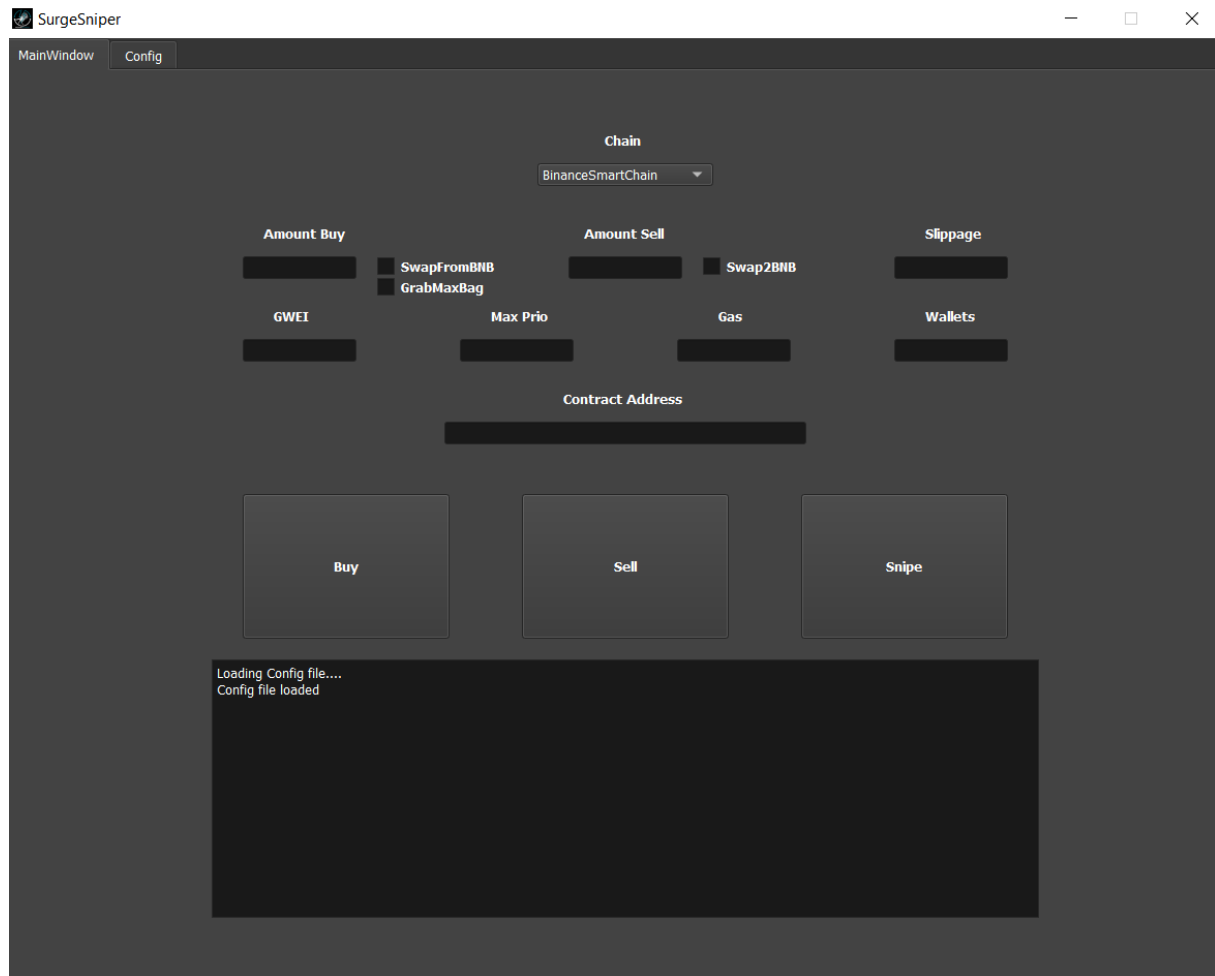 SurgeSniper
MainWindow Config
Chain
BinanceSmartChain
Amount Buy Amount Sell Slippage
SwapFromBNB Swap2BNB
GrabMaxBag
GWEI Max Prio Gas Wallets
Contract Address
Buy Sell Snipe
Loading Config file....
Config file loaded